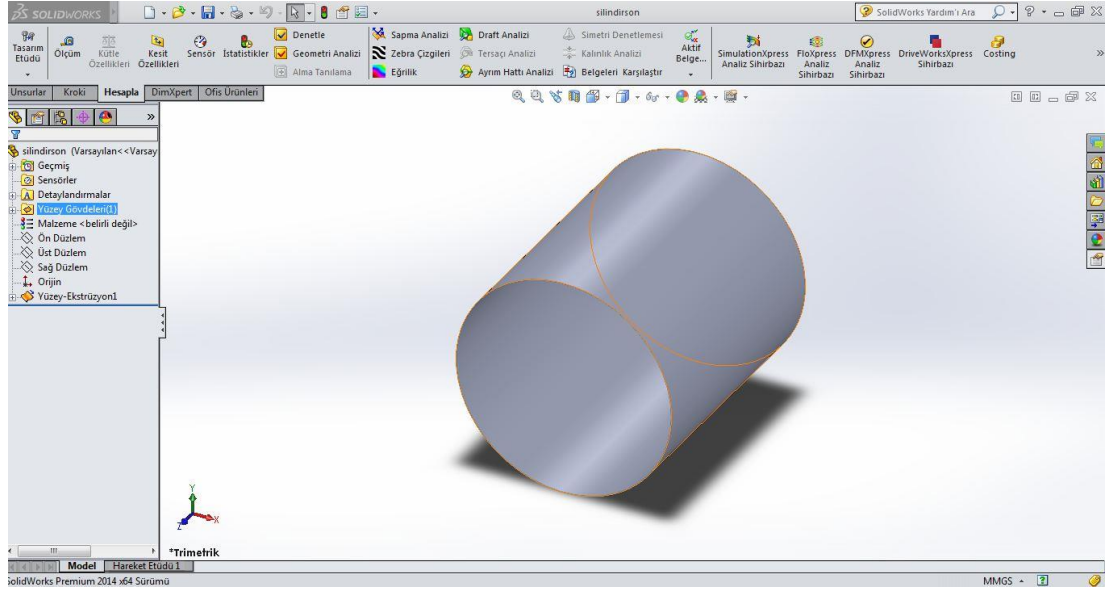 SOLIDWORKS
silindirson
SolidWorks Yardım'ı Ara
Tasarım Etüdü
Ölçüm
Kütle Özellikleri
Kesit Özellikleri
Sensör
İstatistikler
Denetle
Geometri Analizi
Alma Tanılama
Sapma Analizi
Zebra Çizgileri
Eğrilik
Draft Analizi
Tersaçı Analizi
Ayrım Hattı Analizi
Simetri Denetlemesi
Kalınlık Analizi
Belgeleri Karşılaştır
Aktif Belge...
SimulationXpress Analiz Sihirbazı
FloXpress Analiz Sihirbazı
DFMXpress Analiz Sihirbazı
DriveWorksXpress Sihirbazı
Costing
Unsurlar
Kroki
Hesapla
DimXpert
Ofis Ürünleri
silindirson (Varsayılan<<Varsay
Geçmiş
Sensörler
Detaylandırmalar
Yüzey Gövdeleri(1)
Malzeme <belirli değil>
Ön Düzlem
Üst Düzlem
Sağ Düzlem
Orijin
Yüzey-Ekstrüzyon1
Y
Z
X
*Trimetrik
Model
Hareket Etüdü 1
SolidWorks Premium 2014 x64 Sürümü
MMGS